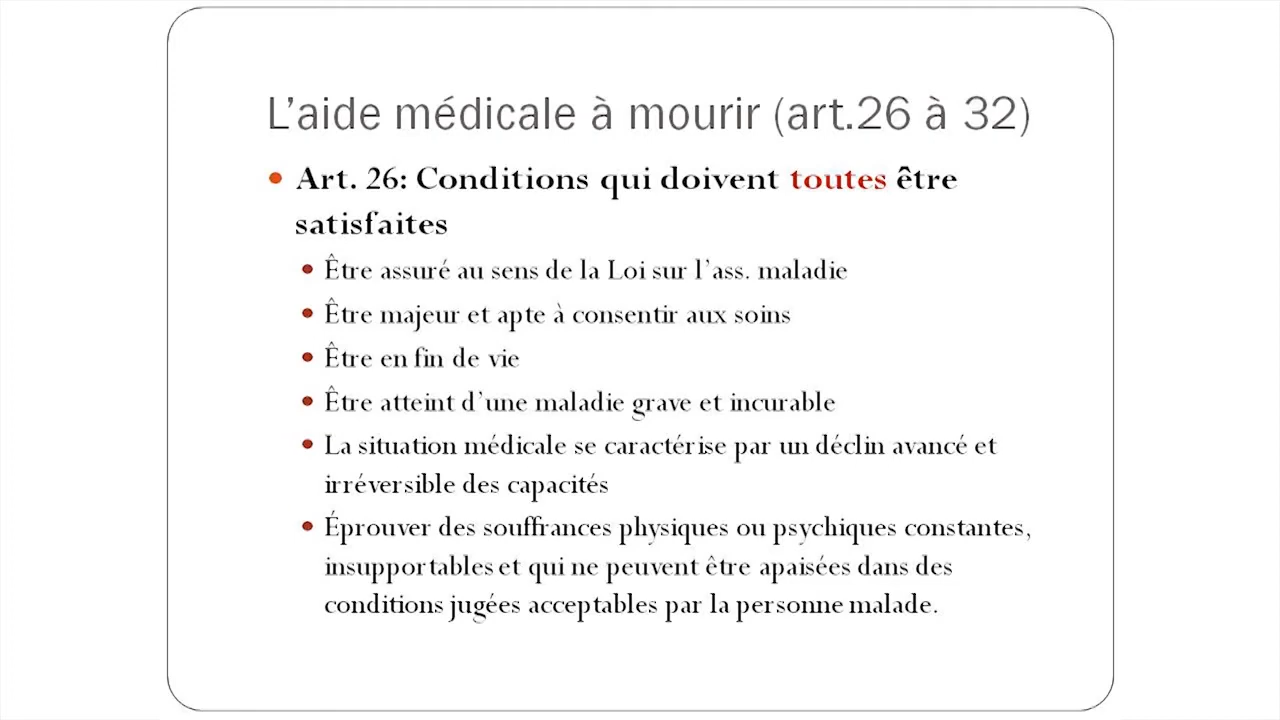 L'aide médicale à mourir (art.26 à 32)
• Art. 26: Conditions qui doivent toutes être
satisfaites
• Être assuré au sens de la Loi sur l'ass. maladie
• Être majeur et apte à consentir aux soins
• Être en fin de vie
• Être atteint d'une maladie grave et incurable
• La situation médicale se caractérise par un déclin avancé et
irréversible des capacités
• Éprouver des souffrances physiques ou psychiques constantes,
insupportables et qui ne peuvent être apaisées dans des
conditions jugées acceptables par la personne malade.